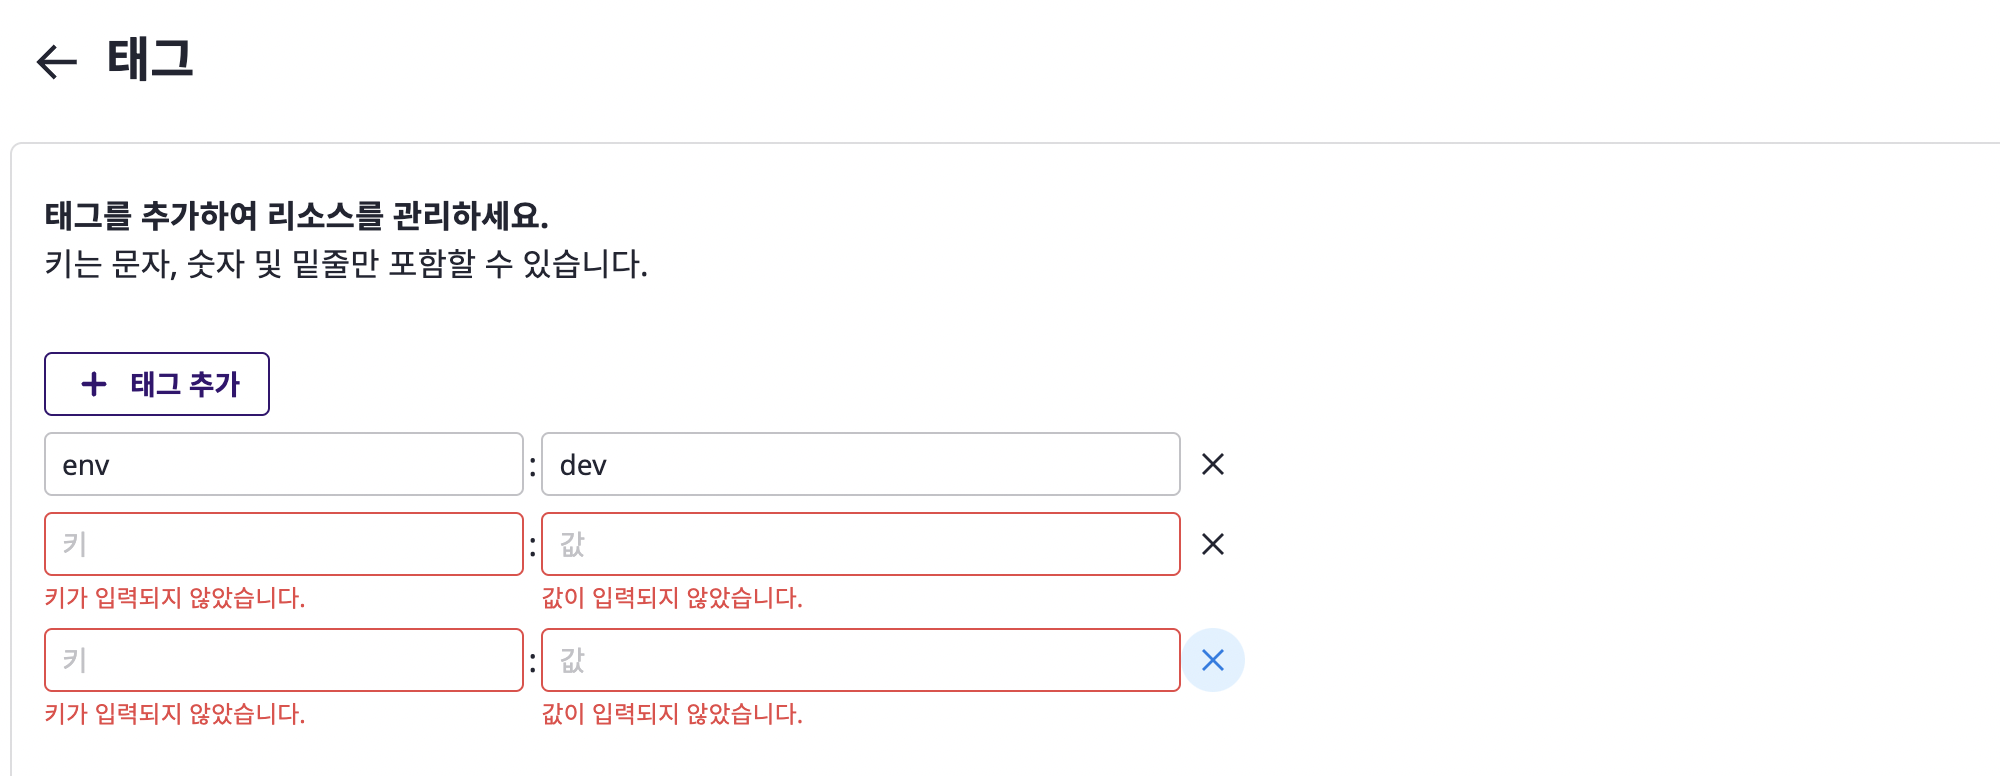 태그
태그를 추가하여 리소스를 관리하세요.
키는 문자, 숫자 및 밑줄만 포함할 수 있습니다.
태그 추가
env : dev
키 : 값
키가 입력되지 않았습니다. 값이 입력되지 않았습니다.
키 : 값
키가 입력되지 않았습니다. 값이 입력되지 않았습니다.